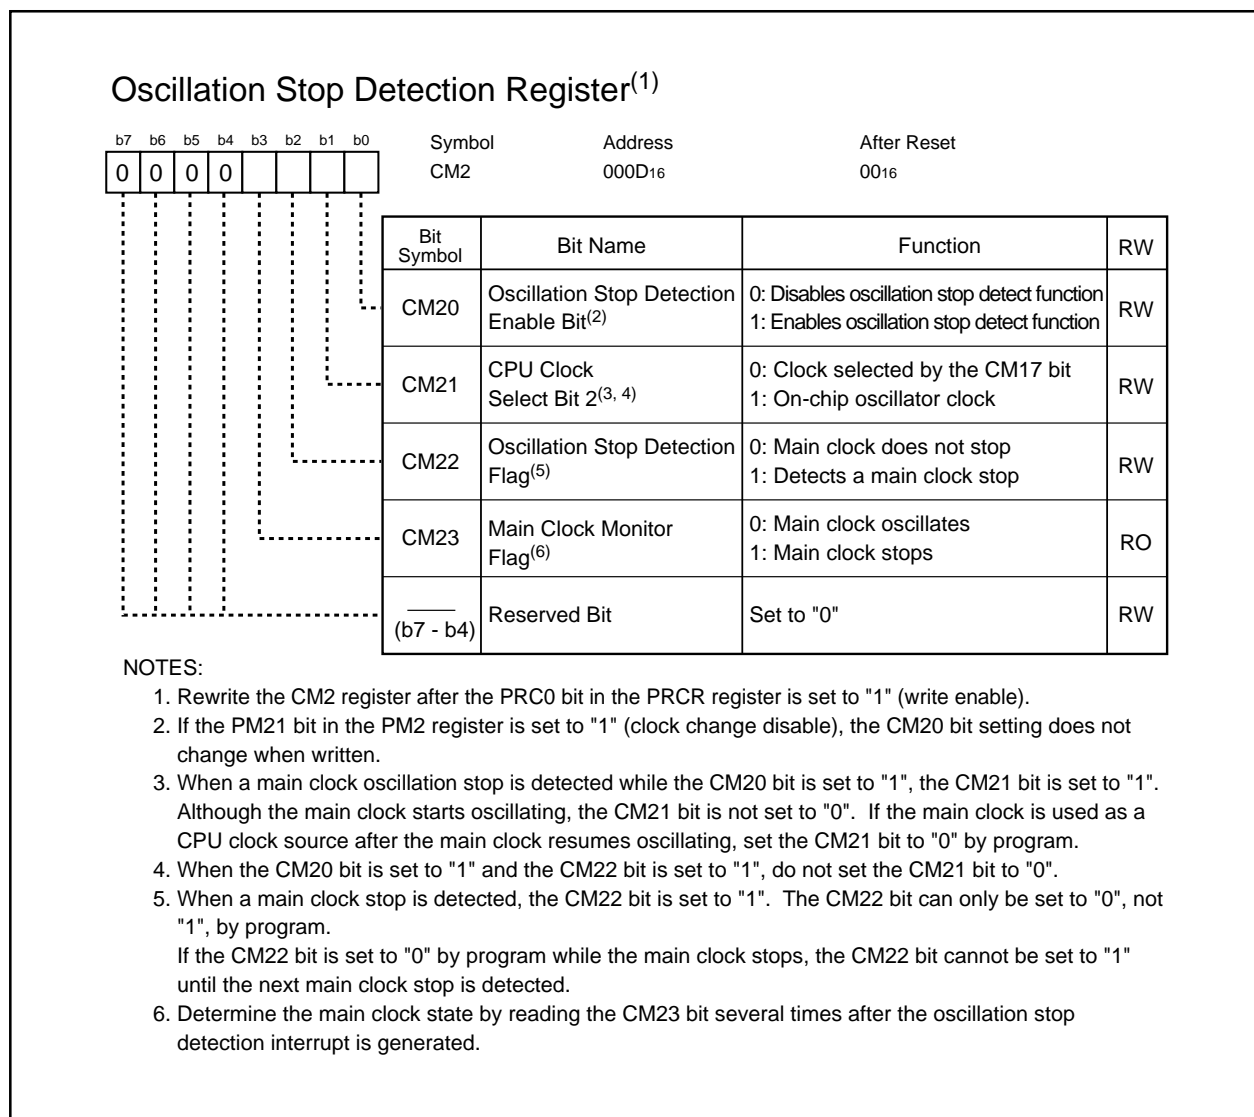 Oscillation Stop Detection Register(1)
b7 b6 b5 b4 b3 b2 b1 b0
0 0 0 0
Symbol Address After Reset
CM2 000D16 0016
Bit Symbol Bit Name Function RW
CM20 Oscillation Stop Detection Enable Bit(2) 0: Disables oscillation stop detect function RW
1: Enables oscillation stop detect function
CM21 CPU Clock Select Bit 2(3, 4) 0: Clock selected by the CM17 bit RW
1: On-chip oscillator clock
CM22 Oscillation Stop Detection Flag(5) 0: Main clock does not stop RW
1: Detects a main clock stop
CM23 Main Clock Monitor Flag(6) 0: Main clock oscillates RO
1: Main clock stops
(b7 - b4) Reserved Bit Set to "0" RW
NOTES:
1. Rewrite the CM2 register after the PRC0 bit in the PRCR register is set to "1" (write enable).
2. If the PM21 bit in the PM2 register is set to "1" (clock change disable), the CM20 bit setting does not
change when written.
3. When a main clock oscillation stop is detected while the CM20 bit is set to "1", the CM21 bit is set to "1".
Although the main clock starts oscillating, the CM21 bit is not set to "0". If the main clock is used as a
CPU clock source after the main clock resumes oscillating, set the CM21 bit to "0" by program.
4. When the CM20 bit is set to "1" and the CM22 bit is set to "1", do not set the CM21 bit to "0".
5. When a main clock stop is detected, the CM22 bit is set to "1". The CM22 bit can only be set to "0", not
"1", by program.
If the CM22 bit is set to "0" by program while the main clock stops, the CM22 bit cannot be set to "1"
until the next main clock stop is detected.
6. Determine the main clock state by reading the CM23 bit several times after the oscillation stop
detection interrupt is generated.